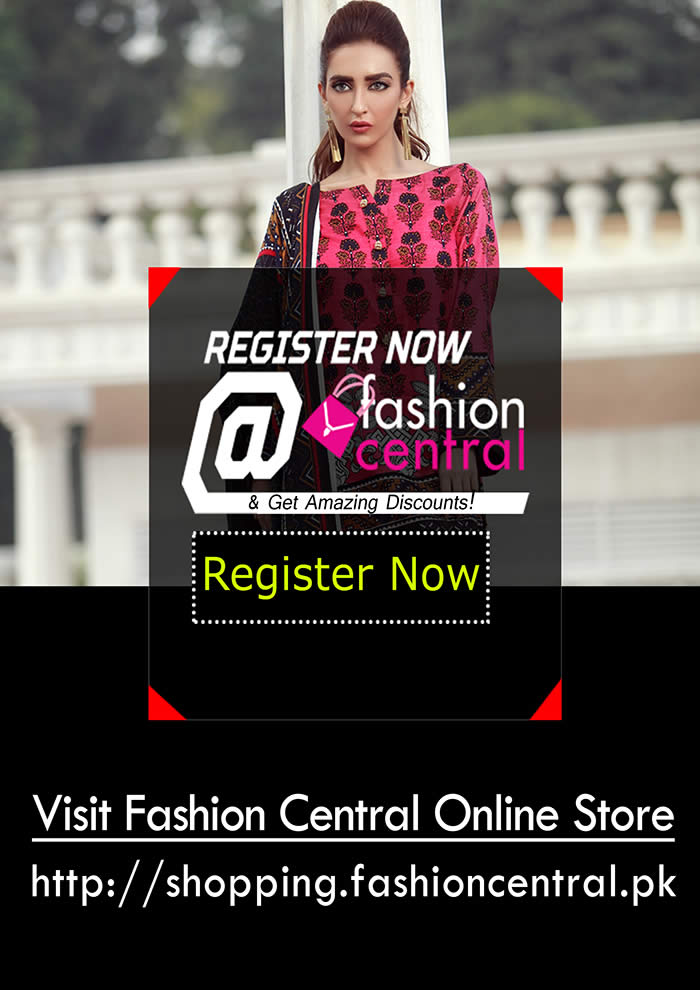 REGISTER NOW
@ fashion
central
& Get Amazing Discounts!
Register Now
Visit Fashion Central Online Store
http://shopping.fashioncentral.pk